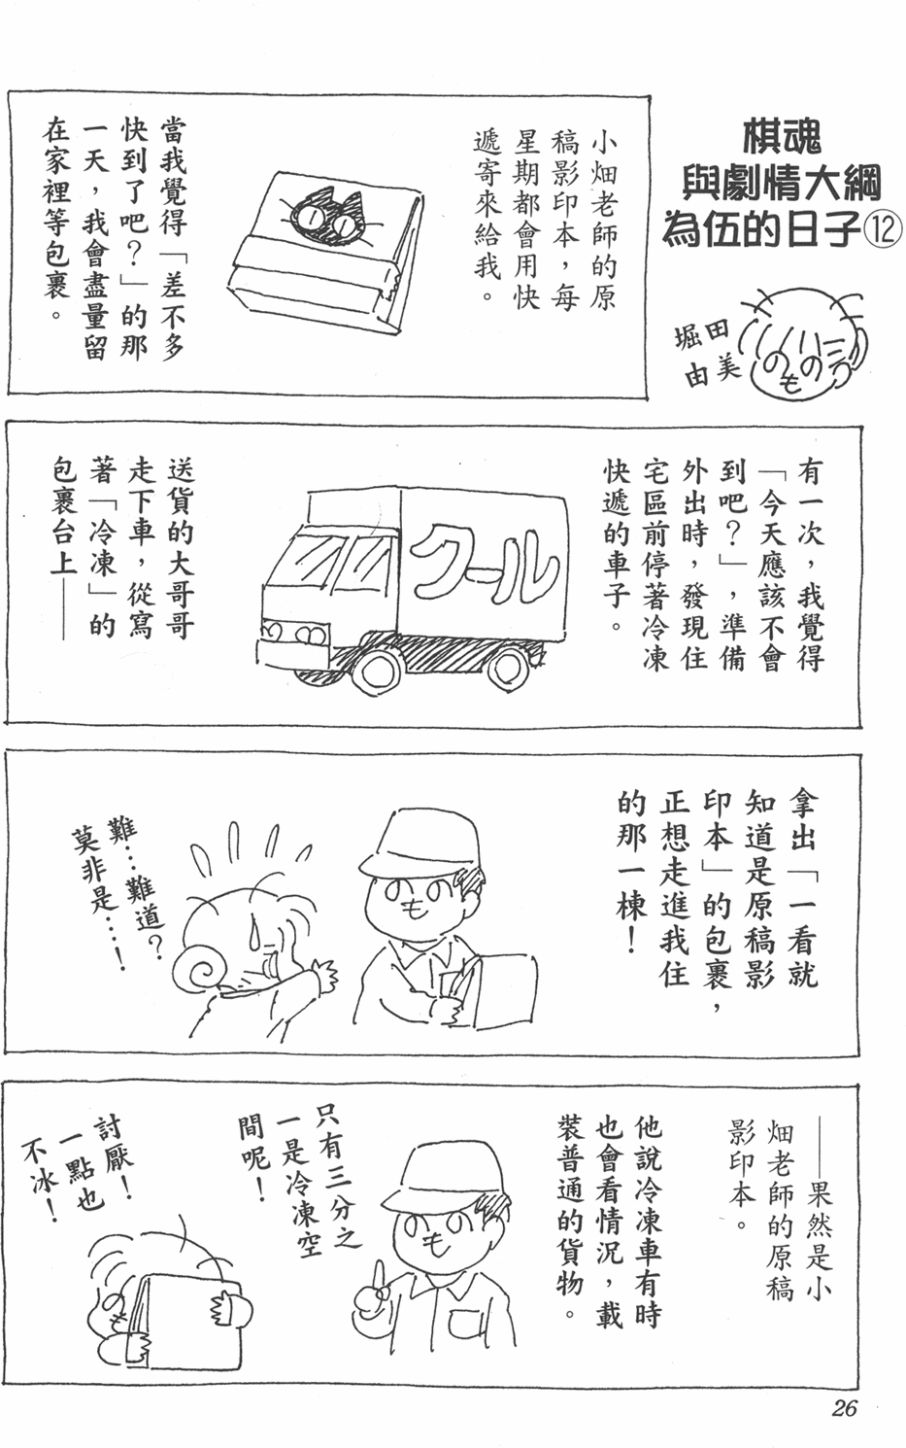 棋魂
與劇情大綱
為伍的日子⑫
堀田
由美
小畑老師的原
稿影印本，每
星期都會用快
遞寄來給我。
當我覺得「差不多
快到了吧？」的那
一天，我會盡量留
在家裡等包裹。
有一次，我覺得
「今天應該不會
到吧？」，準備
外出時，發現住
宅區前停著冷凍
快遞的車子。
クール
送貨的大哥哥
走下車，從寫
著「冷凍」的
包裹台上——
拿出「一看就
知道是原稿影
印本」的包裹，
正想走進我住
的那一棟！
難…難道？
莫非是…！
——果然是小
畑老師的原稿
影印本。
他說冷凍車有時
也會看情況，載
裝普通的貨物。
只有三分之
一是冷凍空
間呢！
討厭！
一點也
不冰！
26